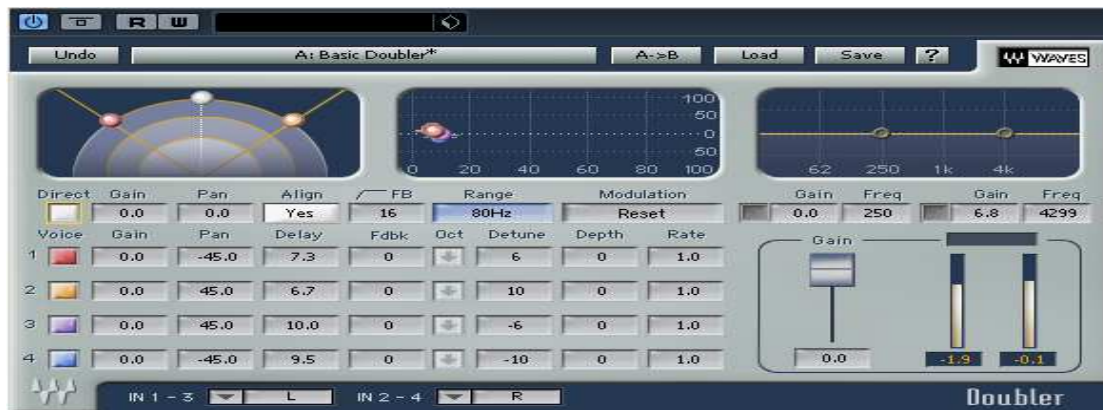 R W
Undo A: Basic Doubler* A->B Load Save ? WAVES
100
50
0
50
0 20 40 60 80 100
62 250 1k 4k
Direct Gain Pan Align FB Range Modulation Gain Freq Gain Freq
0.0 0.0 Yes 16 80Hz Reset 0.0 250 6.8 4299
Voice Gain Pan Delay Fdbk Oct Detune Depth Rate Gain
1 0.0 -45.0 7.3 0 6 0 1.0
2 0.0 45.0 6.7 0 10 0 1.0
3 0.0 45.0 10.0 0 -6 0 1.0
4 0.0 -45.0 9.5 0 -10 0 1.0 0.0 -1.9 -0.1
IN 1 - 3 L IN 2 - 4 R Doubler